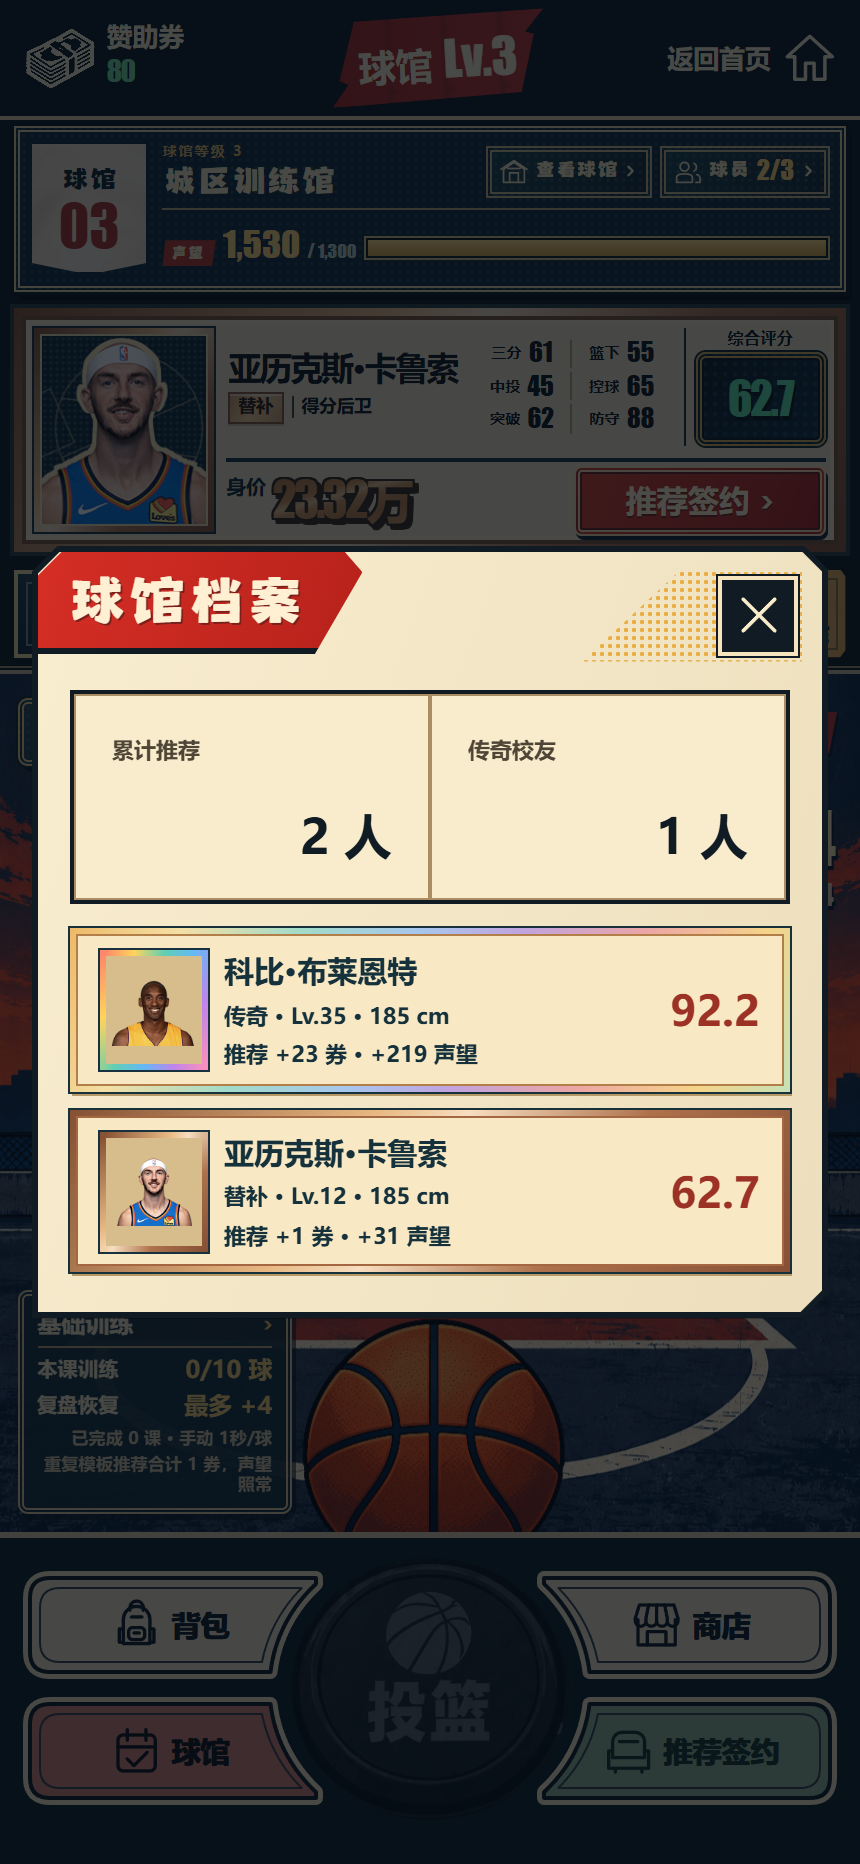 赞助券
80
球馆 Lv.3
返回首页
球馆
03
球馆等级 3
城区训练馆
查看球馆 ›
球员 2/3 ›
声望 1,530 / 1,300
亚历克斯·卡鲁索
替补 | 得分后卫
三分 61
篮下 55
中投 45
控球 65
突破 62
防守 88
综合评分
62.7
身价 23.32万
推荐签约 ›
Love's
球馆档案
累计推荐
2 人
传奇校友
1 人
科比·布莱恩特
传奇 • Lv.35 • 185 cm
推荐 +23 券 • +219 声望
92.2
亚历克斯·卡鲁索
替补 • Lv.12 • 185 cm
推荐 +1 券 • +31 声望
62.7
基础训练 ›
本课训练 0/10 球
复盘恢复 最多 +4
已完成 0 课 · 手动 1秒/球
重复模板推荐合计 1 券，声望
照常
背包
商店
投篮
球馆
推荐签约